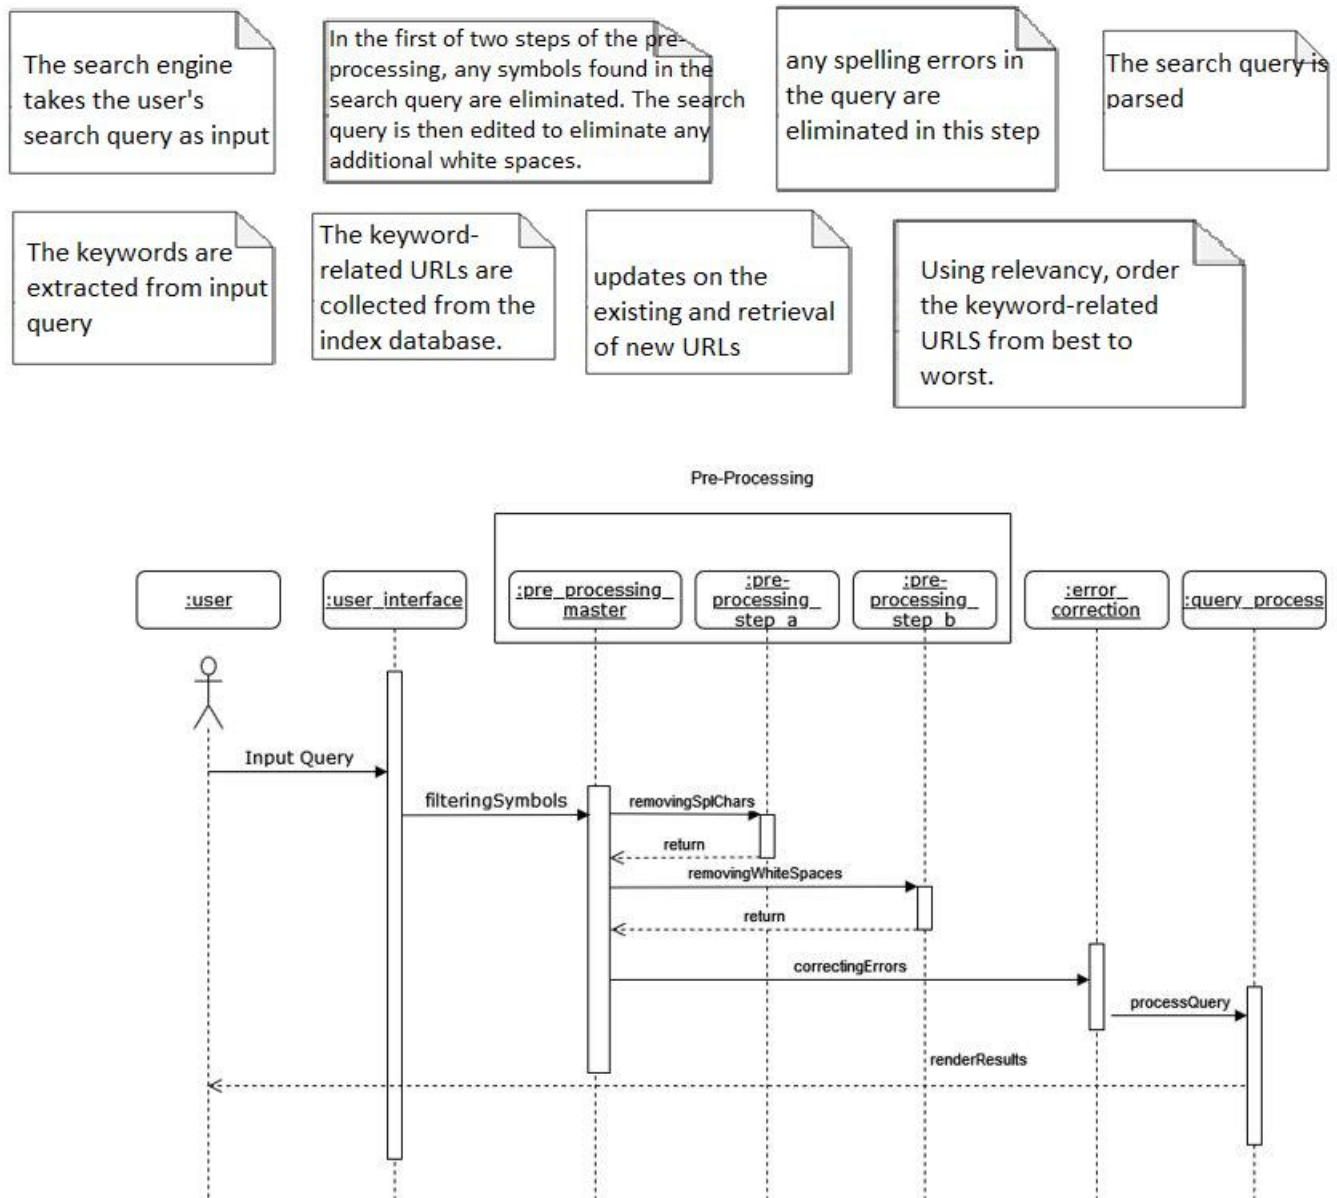 The search engine
takes the user's
search query as input
In the first of two steps of the pre-
processing, any symbols found in the
search query are eliminated. The search
query is then edited to eliminate any
additional white spaces.
any spelling errors in
the query are
eliminated in this step
The search query is
parsed
The keywords are
extracted from input
query
The keyword-
related URLs are
collected from the
index database.
updates on the
existing and retrieval
of new URLs
Using relevancy, order
the keyword-related
URLS from best to
worst.
Pre-Processing
:user
:user_interface
:pre_processing_
master
:pre-
processing_
step_a
:pre-
processing_
step_b
:error_
correction
:query_process
Input Query
filteringSymbols
removingSplChars
return
removingWhiteSpaces
return
correctingErrors
processQuery
renderResults